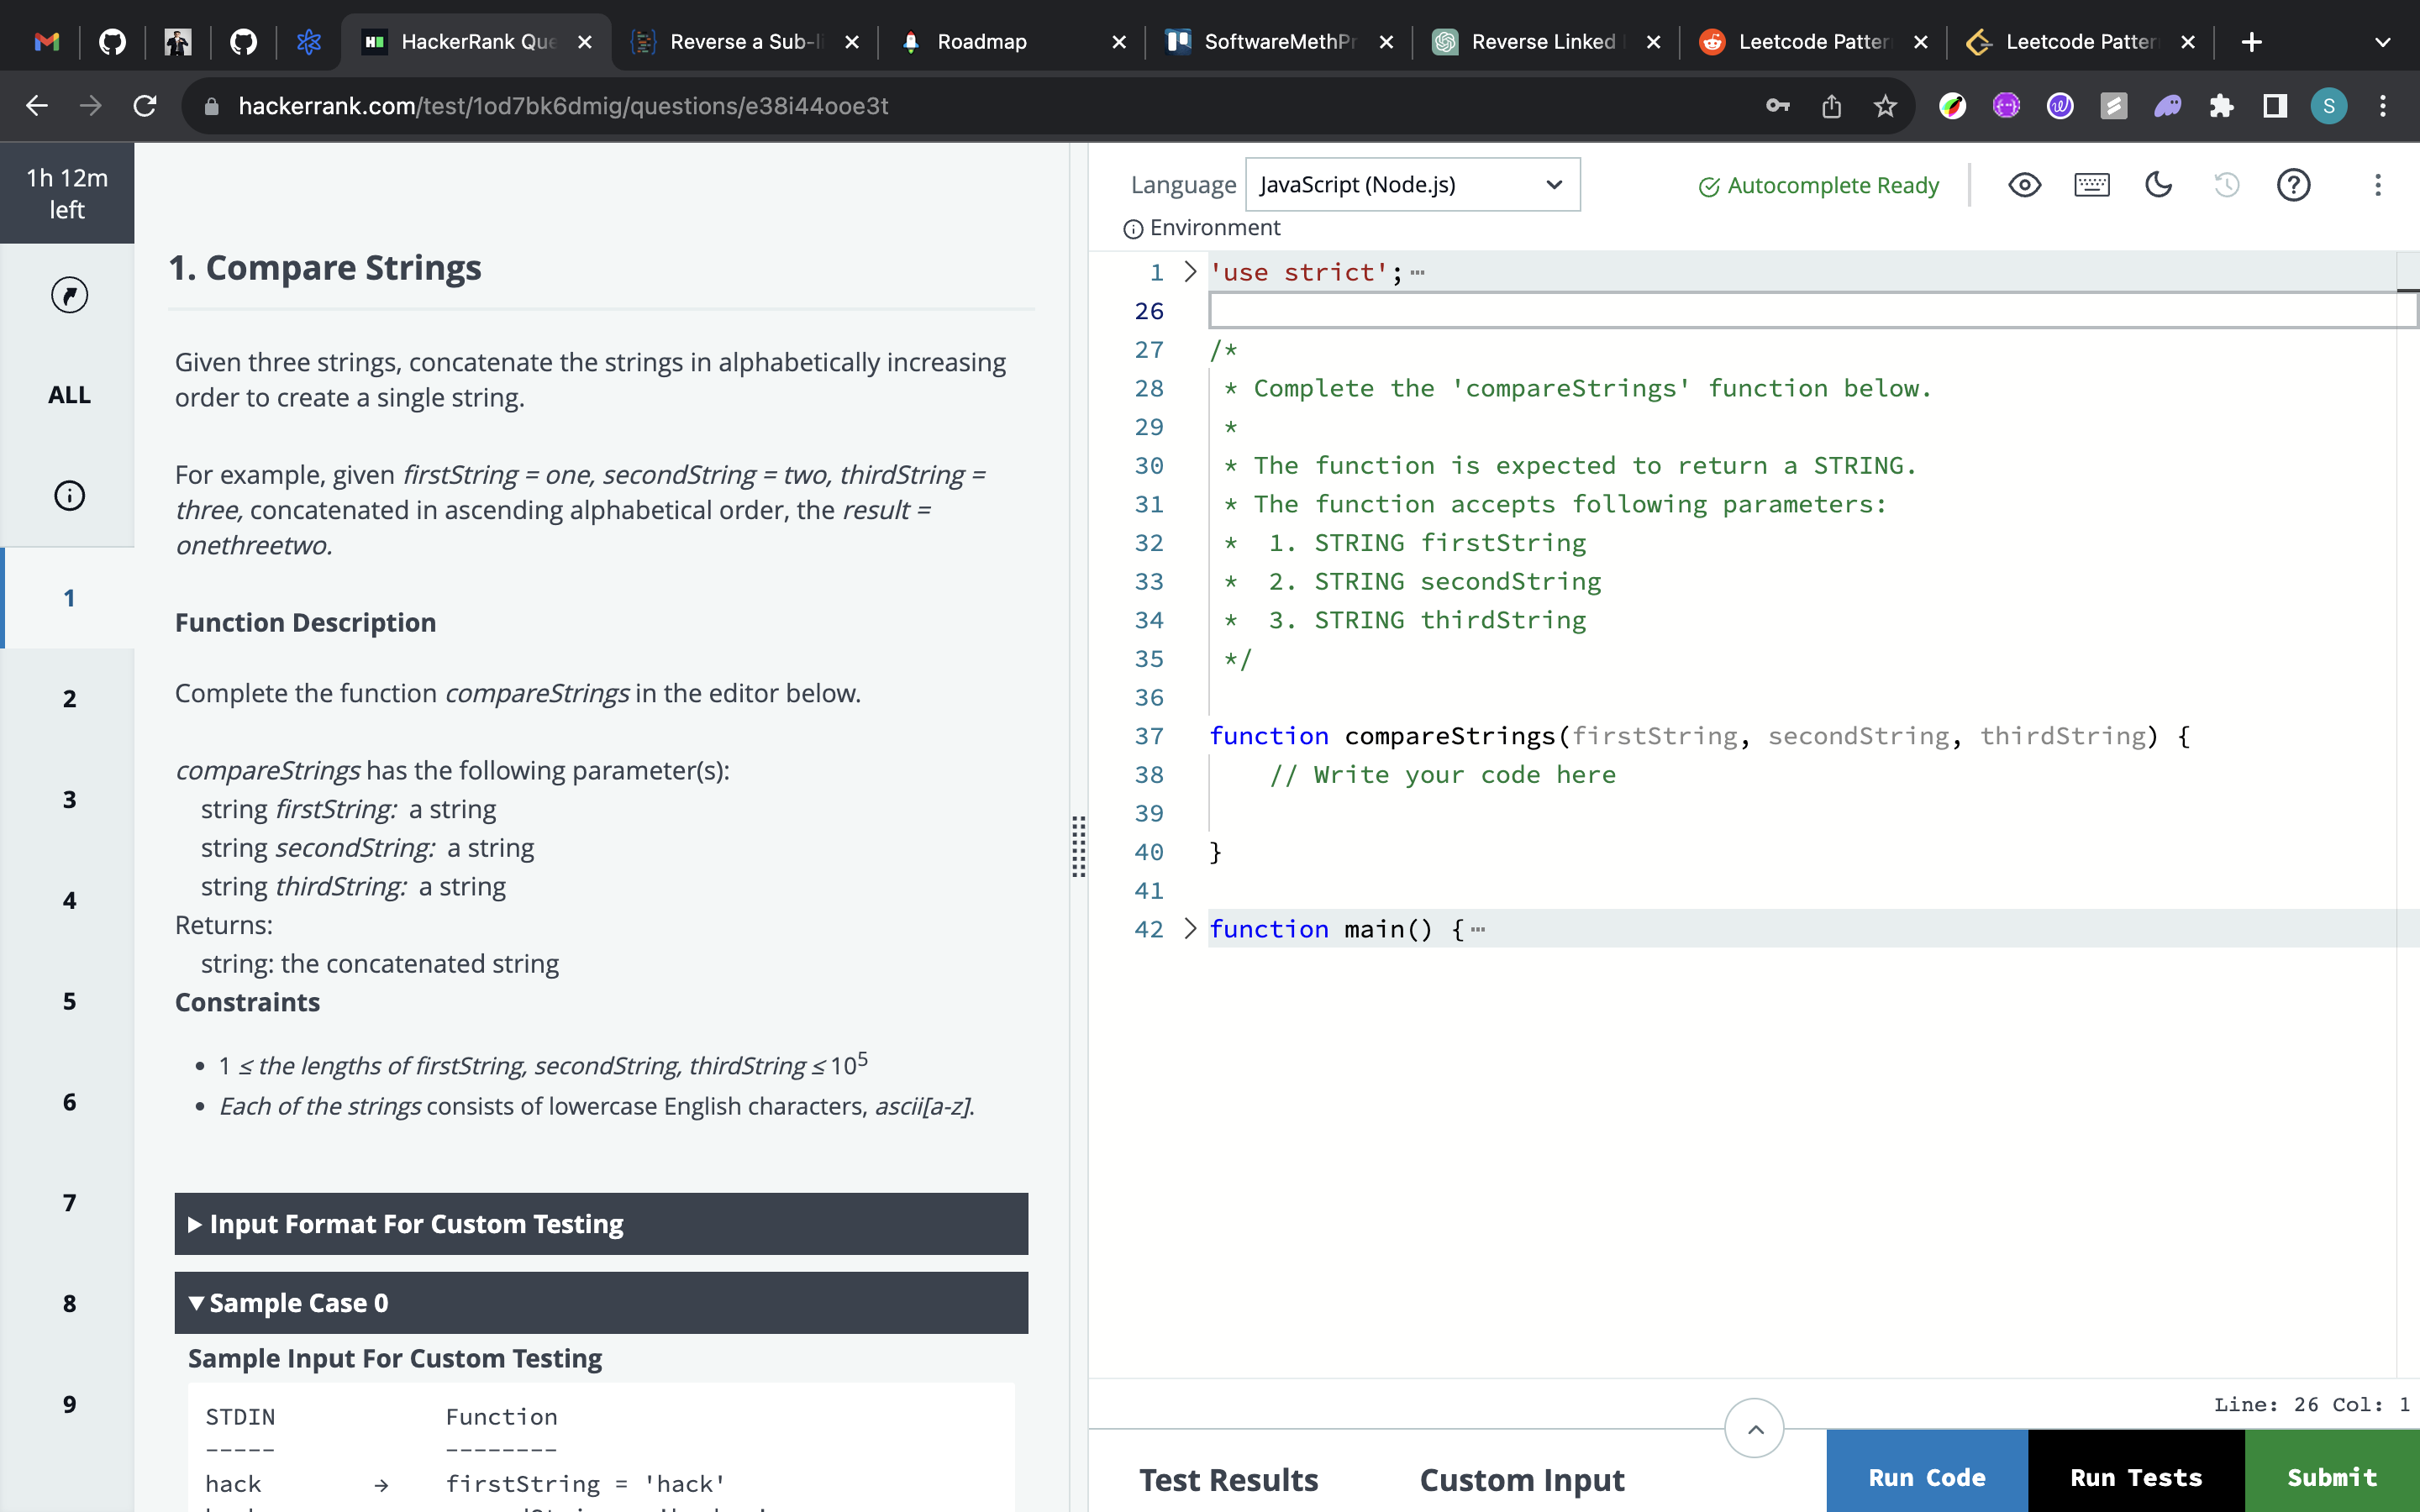 HackerRank Que
Reverse a Sub-li
Roadmap
SoftwareMethPr
Reverse Linked
Leetcode Patter
Leetcode Patter
hackerrank.com/test/1od7bk6dmig/questions/e38i44ooe3t
S
1h 12m
left
ALL
1
2
3
4
5
6
7
8
9
1. Compare Strings
Given three strings, concatenate the strings in alphabetically increasing
order to create a single string.
For example, given firstString = one, secondString = two, thirdString =
three, concatenated in ascending alphabetical order, the result =
onethreetwo.
Function Description
Complete the function compareStrings in the editor below.
compareStrings has the following parameter(s):
string firstString: a string
string secondString: a string
string thirdString: a string
Returns:
string: the concatenated string
Constraints
• 1 ≤ the lengths of firstString, secondString, thirdString ≤ 10^5
• Each of the strings consists of lowercase English characters, ascii[a-z].
▶ Input Format For Custom Testing
▼ Sample Case 0
Sample Input For Custom Testing
STDIN Function
----- --------
hack → firstString = 'hack'
Language JavaScript (Node.js)
Autocomplete Ready
Environment
1 > 'use strict';⋯
26
27 /*
28 * Complete the 'compareStrings' function below.
29 *
30 * The function is expected to return a STRING.
31 * The function accepts following parameters:
32 * 1. STRING firstString
33 * 2. STRING secondString
34 * 3. STRING thirdString
35 */
36
37 function compareStrings(firstString, secondString, thirdString) {
38 // Write your code here
39
40 }
41
42 > function main() {⋯
Line: 26 Col: 1
Test Results
Custom Input
Run Code
Run Tests
Submit